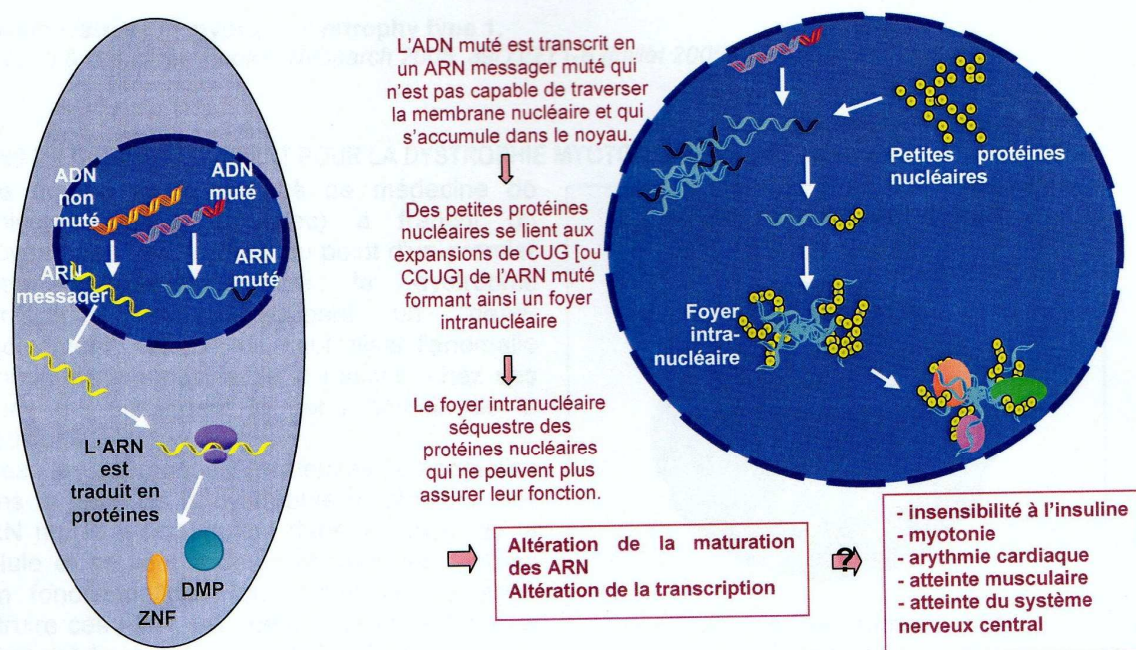 ADN
non
muté
ADN
muté
ARN
messager
ARN
muté
L'ARN
est
traduit en
protéines
DMP
ZNF
L'ADN muté est transcrit en
un ARN messager muté qui
n'est pas capable de traverser
la membrane nucléaire et qui
s'accumule dans le noyau.
Des petites protéines
nucléaires se lient aux
expansions de CUG [ou
CCUG] de l'ARN muté
formant ainsi un foyer
intranucléaire
Le foyer intranucléaire
séquestre des
protéines nucléaires
qui ne peuvent plus
assurer leur fonction.
Petites protéines
nucléaires
Foyer
intra-
nucléaire
Altération de la maturation
des ARN
Altération de la transcription
?
- insensibilité à l'insuline
- myotonie
- arythmie cardiaque
- atteinte musculaire
- atteinte du système
nerveux central